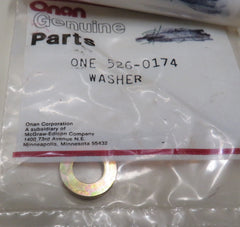 Onan
Genuine
Parts
ONE 526-0174
WASHER
Onan Corporation
A subsidiary of
McGraw-Edison Company
1400 73rd Avenue N.E.
Minneapolis, Minnesota 55432